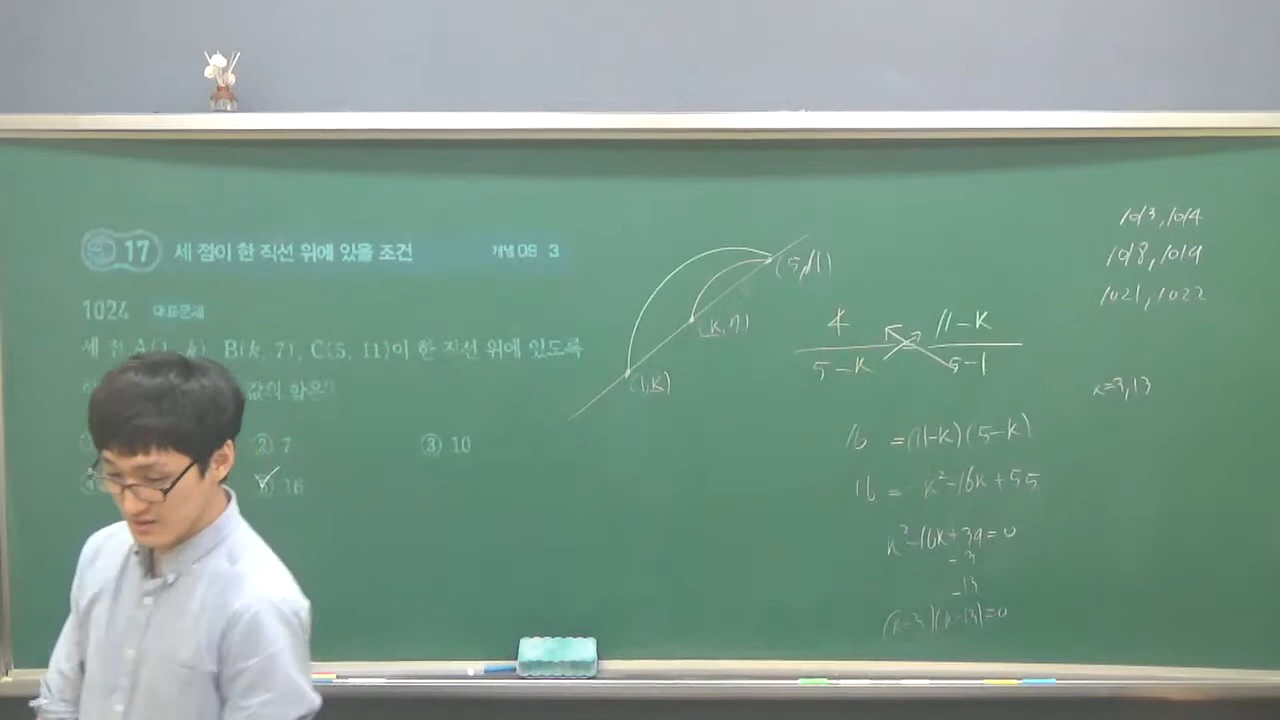 17 세 점이 한 직선 위에 있을 조건
개념 09 3
1024 대표문제
세 점 A(1, k), B(k, 7), C(5, 11)이 한 직선 위에 있도록
값의 합은?
② 7
③ 10
16
(5, 11)
(k, 7)
(1, k)
4
11-k
5-k
5-1
16 = (11-k)(5-k)
16 = k²-16k+55
k²-16k+39=0
-3
-13
(k-3)(k-13)=0
1013, 1014
1018, 1019
1021, 1022
k=3, 13